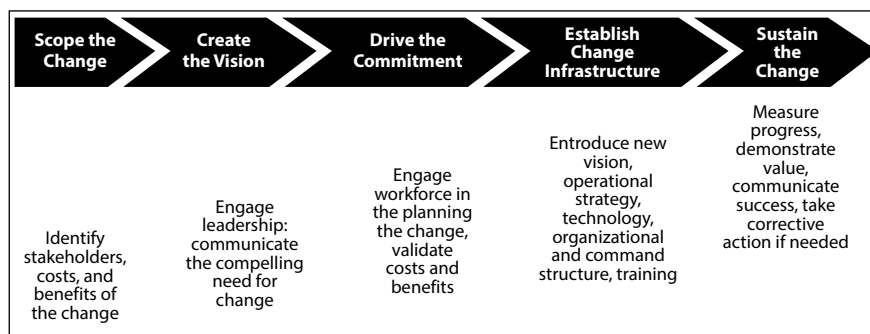 Scope the
Change
Create
the Vision
Drive the
Commitment
Establish
Change
Infrastructure
Sustain
the
Change
Identify
stakeholders,
costs, and
benefits of
the change
Engage
leadership:
communicate
the compelling
need for
change
Engage
workforce in
the planning
the change,
validate
costs and
benefits
Entroduce new
vision,
operational
strategy,
technology,
organizational
and command
structure, training
Measure
progress,
demonstrate
value,
communicate
success, take
corrective
action if needed